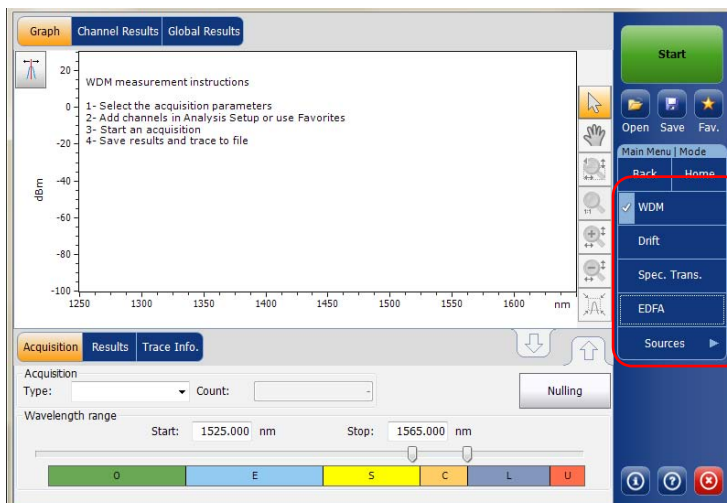 Graph Channel Results Global Results
Start
Open Save Fav.
Main Menu | Mode
Back Home
WDM
Drift
Spec. Trans.
EDFA
Sources
WDM measurement instructions
1- Select the acquisition parameters
2- Add channels in Analysis Setup or use Favorites
3- Start an acquisition
4- Save results and trace to file
dBm
20
0
-20
-40
-60
-80
-100
1250 1300 1350 1400 1450 1500 1550 1600 nm
1:1
Acquisition Results Trace Info.
Acquisition
Type: Count: -
Nulling
Wavelength range
Start: 1525.000 nm Stop: 1565.000 nm
O E S C L U